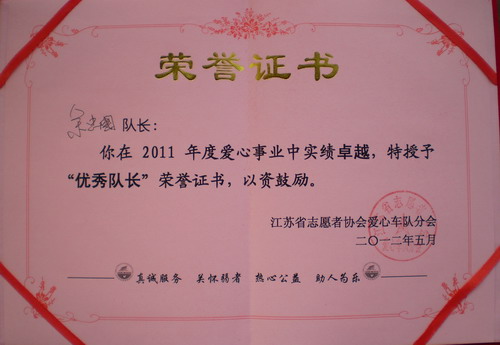 荣誉证书
队长：
你在 2011 年度爱心事业中实绩卓越，特授予
“优秀队长”荣誉证书，以资鼓励。
江苏省志愿者协会爱心车队分会
二〇一二年五月
真诚服务 关怀弱者 热心公益 助人为乐